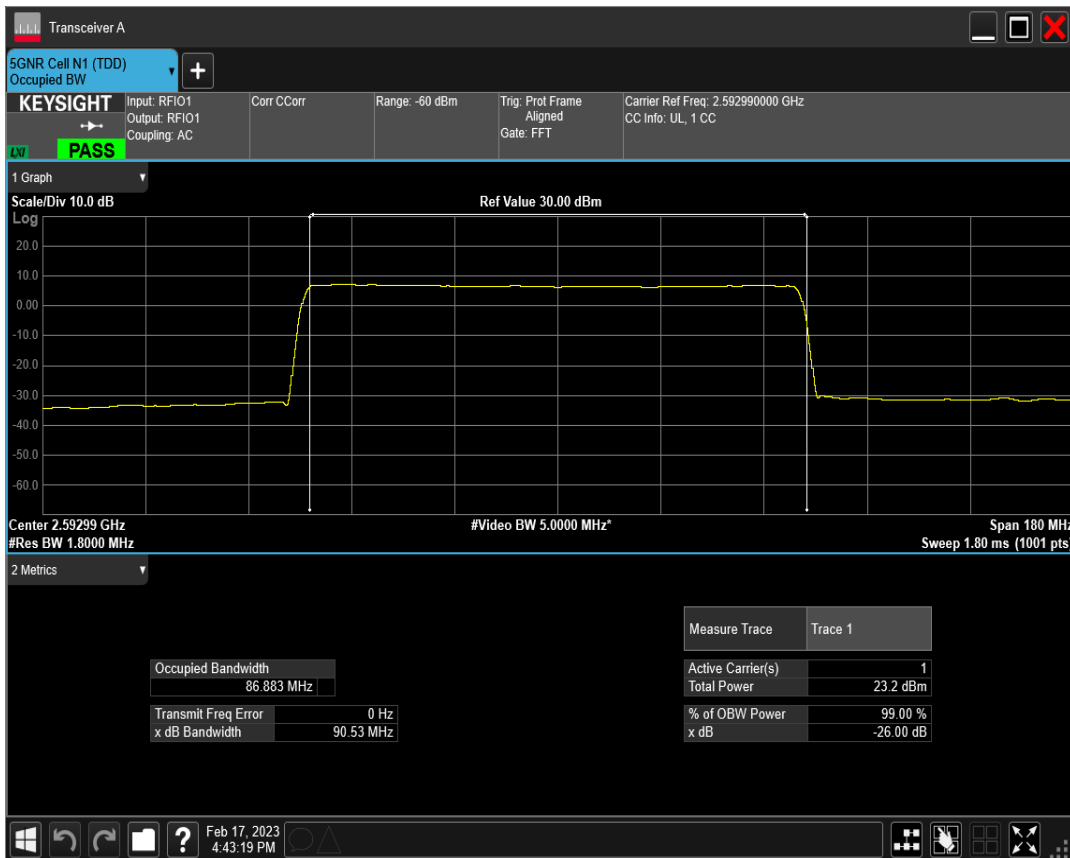 Transceiver A
5GNR Cell N1 (TDD)
Occupied BW
KEYSIGHT
LXI
PASS
Input: RFIO1
Output: RFIO1
Coupling: AC
Corr CCorr
Range: -60 dBm
Trig: Prot Frame
Aligned
Gate: FFT
Carrier Ref Freq: 2.592990000 GHz
CC Info: UL, 1 CC
1 Graph
Scale/Div 10.0 dB
Ref Value 30.00 dBm
Log
20.0
10.0
0.00
-10.0
-20.0
-30.0
-40.0
-50.0
-60.0
Center 2.59299 GHz
#Video BW 5.0000 MHz*
Span 180 MHz
#Res BW 1.8000 MHz
Sweep 1.80 ms (1001 pts)
2 Metrics
Measure Trace Trace 1
Occupied Bandwidth
86.883 MHz
Active Carrier(s) 1
Total Power 23.2 dBm
Transmit Freq Error 0 Hz
x dB Bandwidth 90.53 MHz
% of OBW Power 99.00 %
x dB -26.00 dB
?
Feb 17, 2023
4:43:19 PM